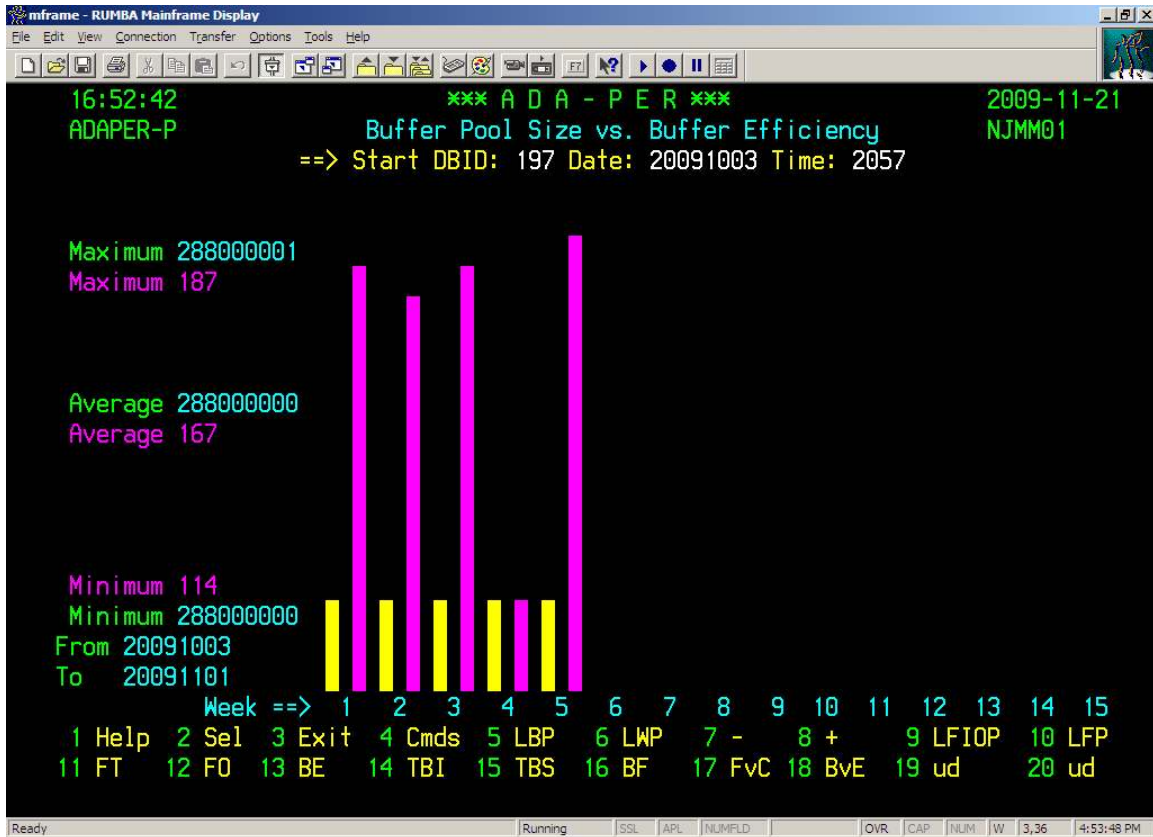 mframe - RUMBA Mainframe Display
File Edit View Connection Transfer Options Tools Help
F7
16:52:42 *** A D A - P E R *** 2009-11-21
ADAPER-P Buffer Pool Size vs. Buffer Efficiency NJMM01
==> Start DBID: 197 Date: 20091003 Time: 2057
Maximum 288000001
Maximum 187
Average 288000000
Average 167
Minimum 114
Minimum 288000000
From 20091003
To 20091101
Week ==> 1 2 3 4 5 6 7 8 9 10 11 12 13 14 15
1 Help 2 Sel 3 Exit 4 Cmds 5 LBP 6 LWP 7 - 8 + 9 LFIOP 10 LFP
11 FT 12 FO 13 BE 14 TBI 15 TBS 16 BF 17 FvC 18 BvE 19 ud 20 ud
Ready Running SSL APL NUMFLD OVR CAP NUM W 3,36 4:53:48 PM